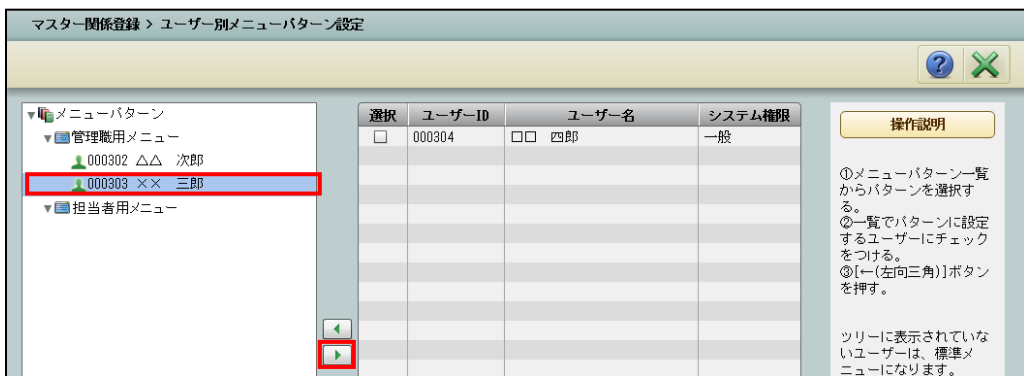 マスター関係登録 > ユーザー別メニューパターン設定
メニューパターン
管理職用メニュー
000302 △△　次郎
000303 ××　三郎
担当者用メニュー
選択 ユーザーID ユーザー名 システム権限
000304 □□　四郎 一般
操作説明
①メニューパターン一覧
からパターンを選択す
る。
②一覧でパターンに設定
するユーザーにチェック
をつける。
③[←(左向三角)]ボタン
を押す。
ツリーに表示されていな
いユーザーは、標準メ
ニューになります。